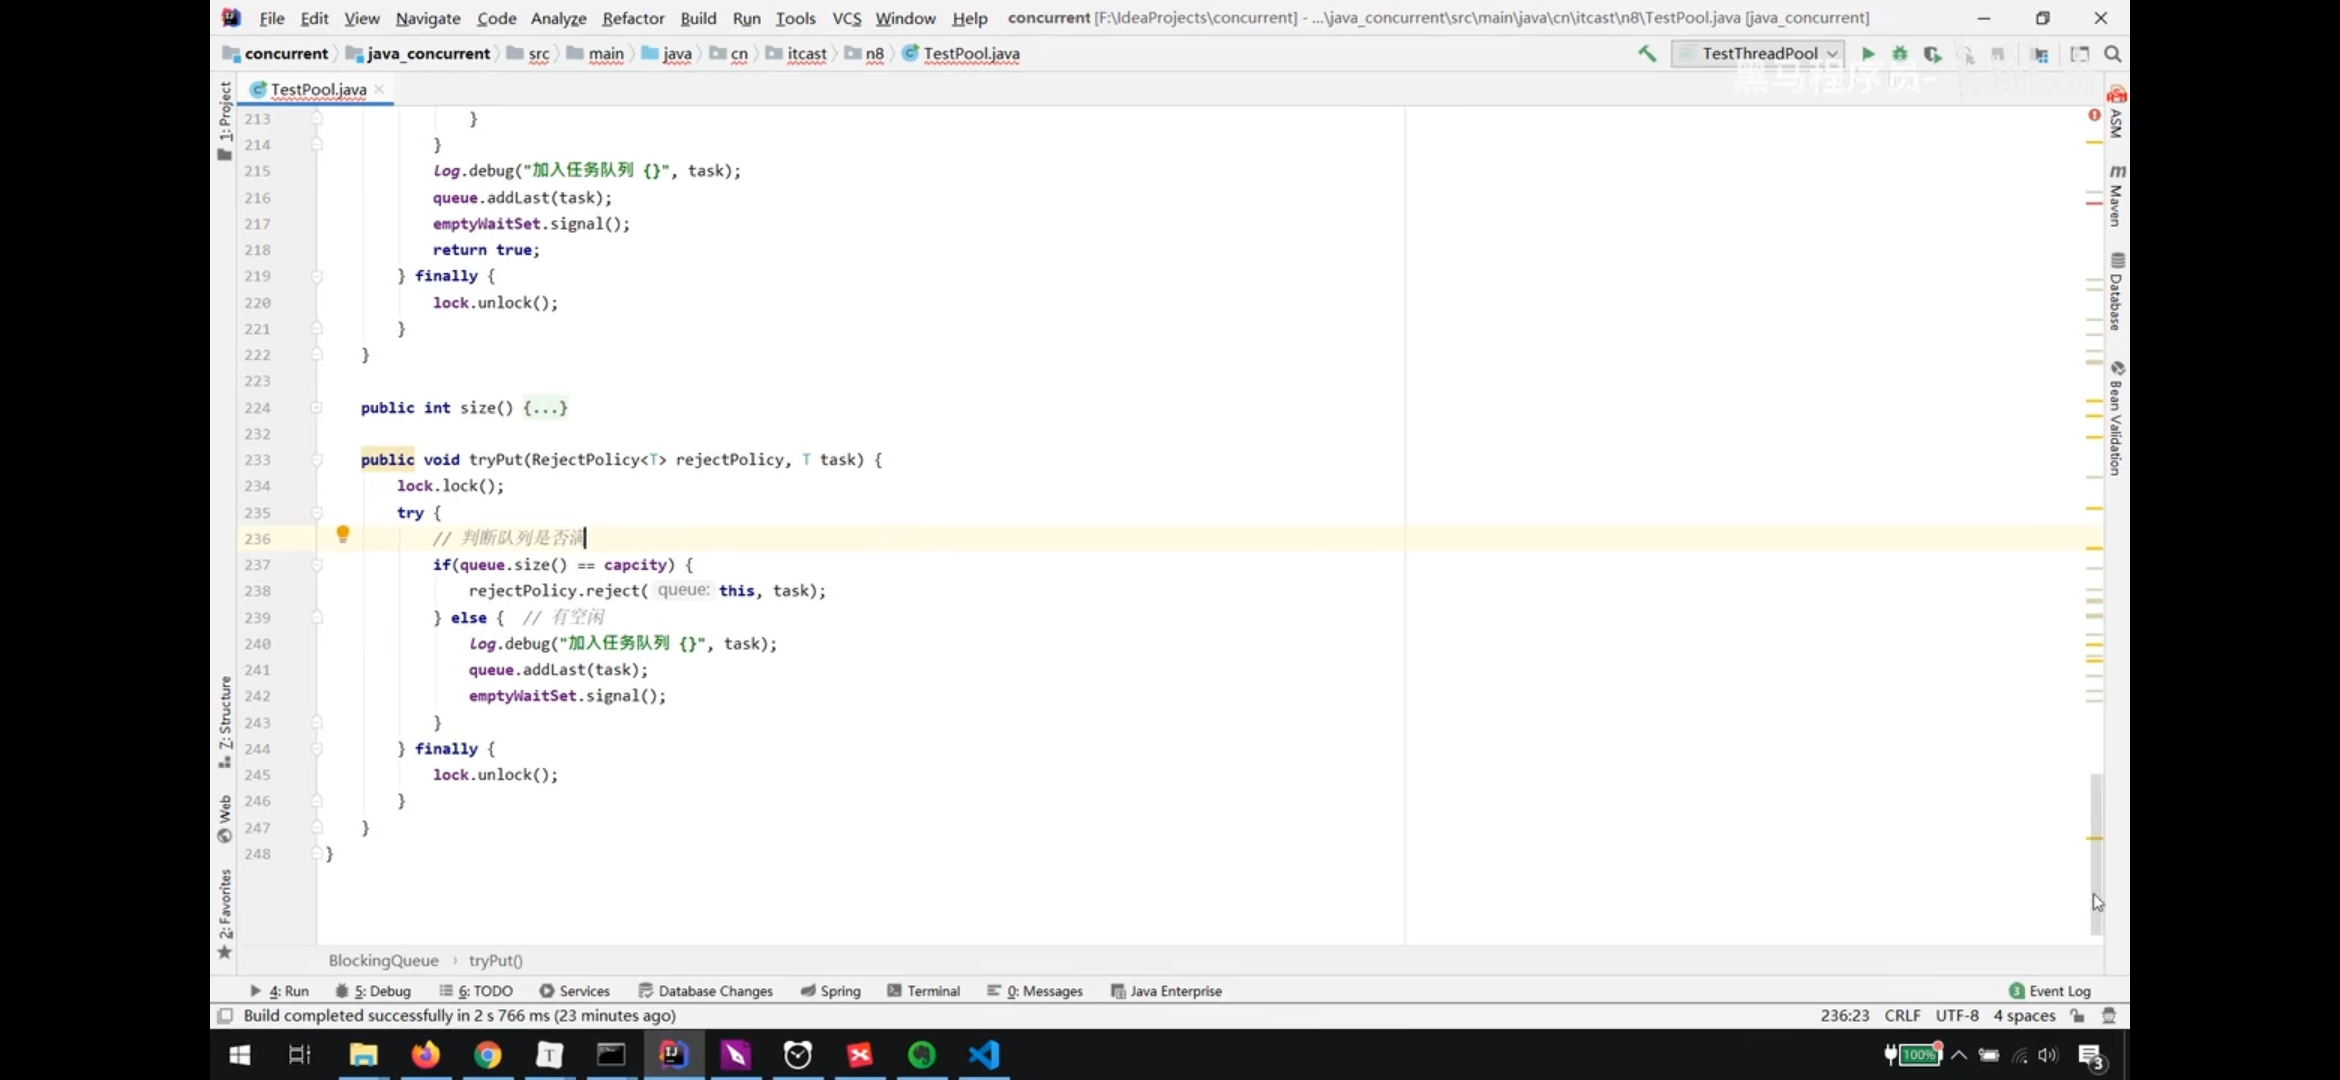 File Edit View Navigate Code Analyze Refactor Build Run Tools VCS Window Help concurrent [F:\IdeaProjects\concurrent] - ...\java_concurrent\src\main\java\cn\itcast\n8\TestPool.java [java_concurrent]
concurrent java_concurrent src main java cn itcast n8 TestPool.java TestThreadPool
黑马程序员-
TestPool.java
1: Project
Z: Structure
Web
2: Favorites
ASM
Maven
Database
Bean Validation
213 }
214 }
215 log.debug("加入任务队列 {}", task);
216 queue.addLast(task);
217 emptyWaitSet.signal();
218 return true;
219 } finally {
220 lock.unlock();
221 }
222 }
223
224 public int size() {...}
232
233 public void tryPut(RejectPolicy<T> rejectPolicy, T task) {
234 lock.lock();
235 try {
236 // 判断队列是否满
237 if(queue.size() == capcity) {
238 rejectPolicy.reject( queue: this, task);
239 } else { // 有空闲
240 log.debug("加入任务队列 {}", task);
241 queue.addLast(task);
242 emptyWaitSet.signal();
243 }
244 } finally {
245 lock.unlock();
246 }
247 }
248 }
BlockingQueue › tryPut()
4: Run 5: Debug 6: TODO Services Database Changes Spring Terminal 0: Messages Java Enterprise 3 Event Log
Build completed successfully in 2 s 766 ms (23 minutes ago) 236:23 CRLF UTF-8 4 spaces
100% 3